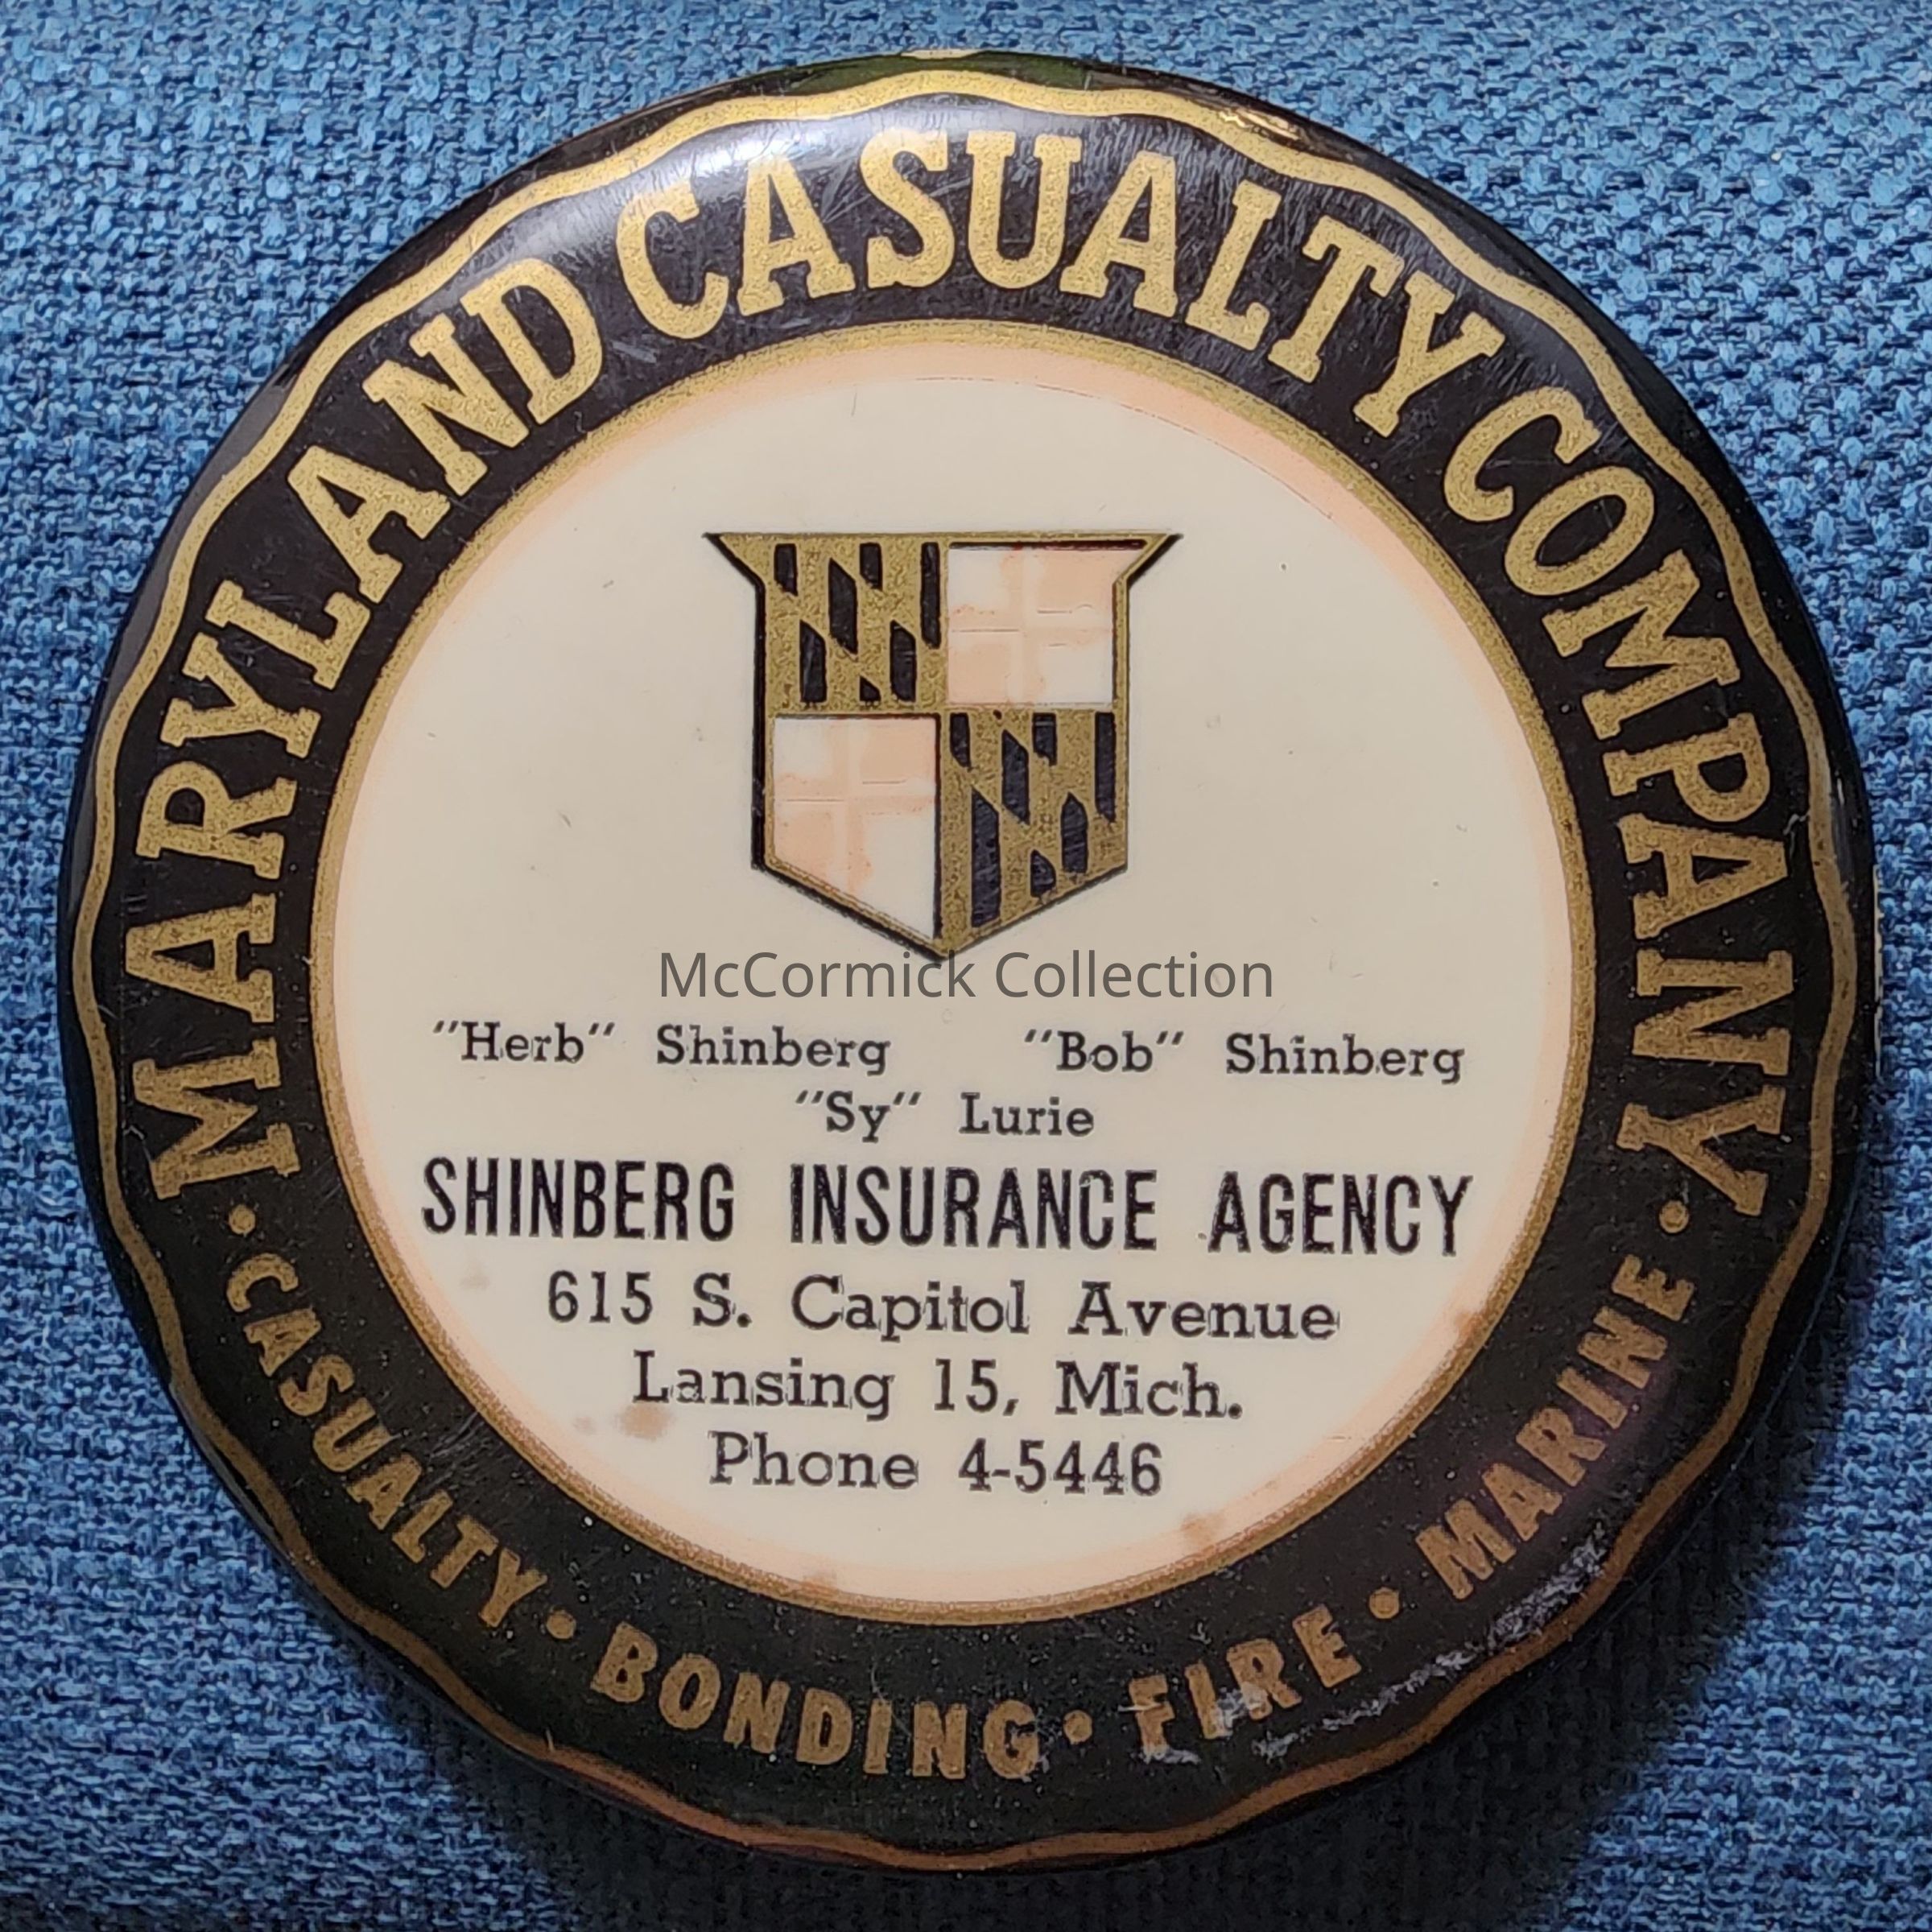 MARYLAND CASUALTY COMPANY
McCormick Collection
"Herb" Shinberg "Bob" Shinberg
"Sy" Lurie
SHINBERG INSURANCE AGENCY
615 S. Capitol Avenue
Lansing 15, Mich.
Phone 4-5446
• CASUALTY • BONDING • FIRE • MARINE •